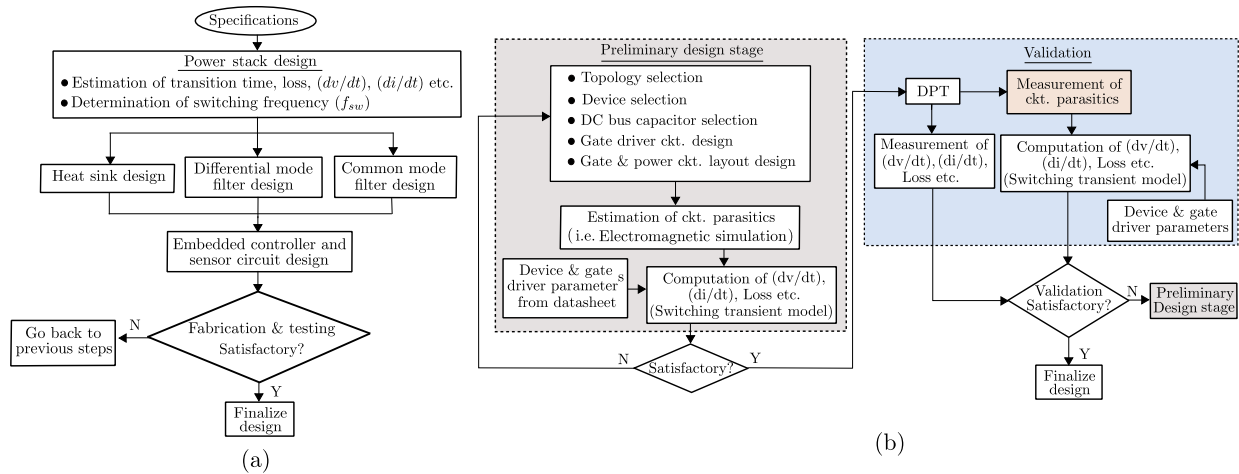 Specifications
Power stack design
● Estimation of transition time, loss, (dv/dt), (di/dt) etc.
● Determination of switching frequency (f_sw)
Heat sink design
Differential mode
filter design
Common mode
filter design
Embedded controller and
sensor circuit design
Fabrication & testing
Satisfactory?
N
Go back to
previous steps
Y
Finalize
design
(a)
Preliminary design stage
● Topology selection
● Device selection
● DC bus capacitor selection
● Gate driver ckt. design
● Gate & power ckt. layout design
Estimation of ckt. parasitics
(i.e. Electromagnetic simulation)
Device & gate
driver parameter s
from datasheet
Computation of (dv/dt),
(di/dt), Loss etc.
(Switching transient model)
N
Satisfactory?
Y
Validation
DPT
Measurement of
ckt. parasitics
Measurement of
(dv/dt), (di/dt),
Loss etc.
Computation of (dv/dt),
(di/dt), Loss etc.
(Switching transient model)
Device & gate
driver parameters
Validation
Satisfactory?
N
Preliminary
Design stage
Y
Finalize
design
(b)